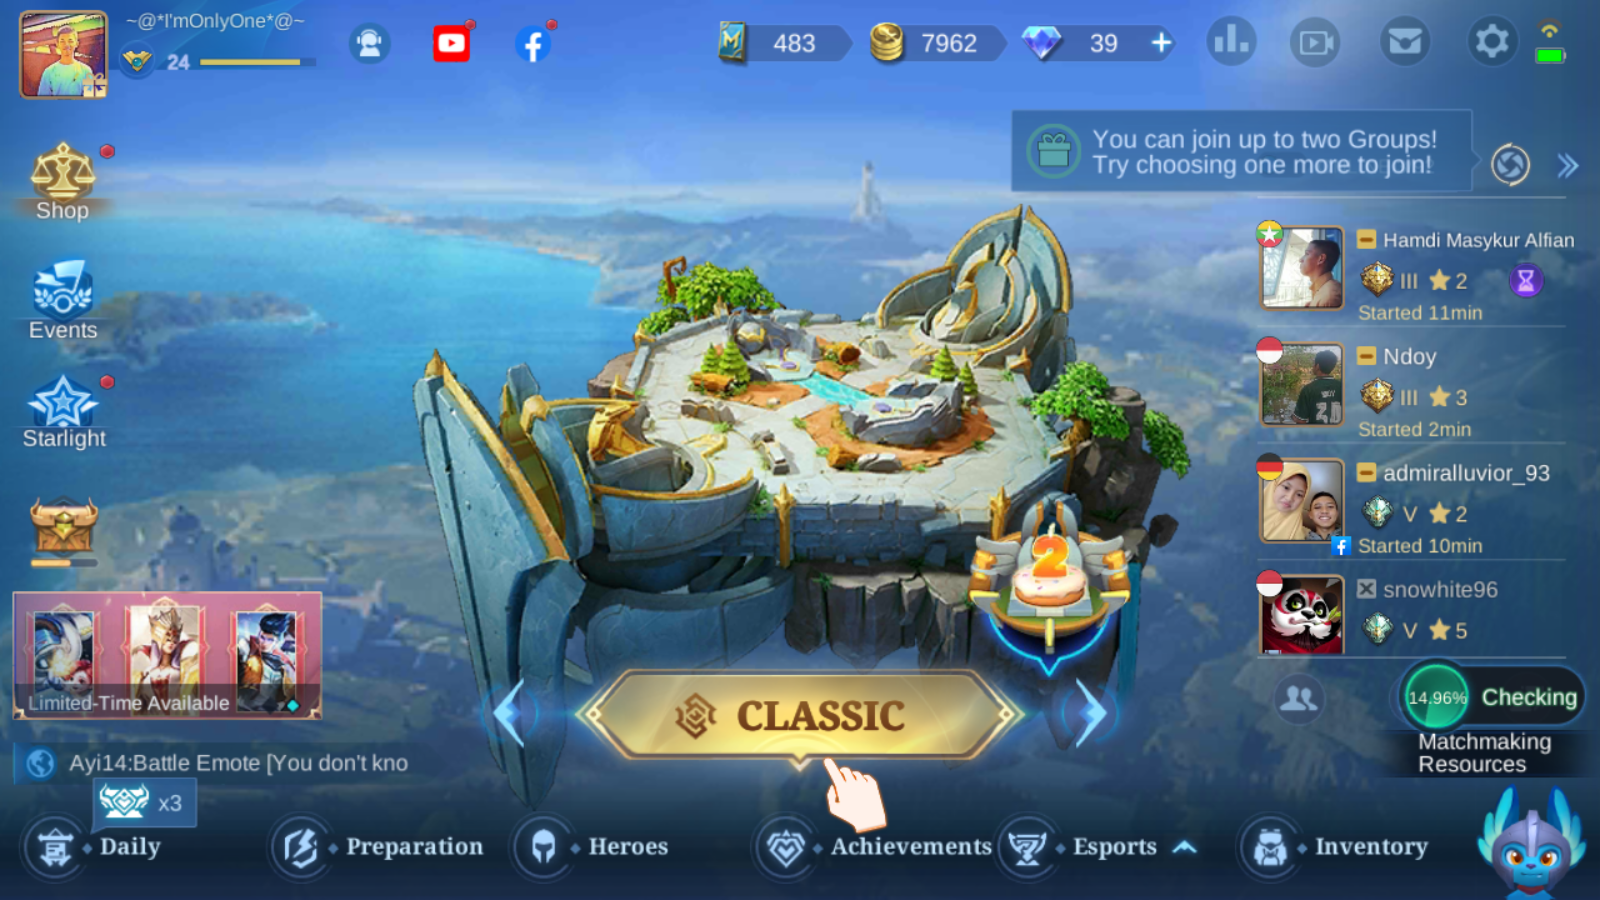 ~@*I'mOnlyOne*@~
24
483
7962
39
You can join up to two Groups!
Try choosing one more to join!
Shop
Events
Starlight
Hamdi Masykur Alfian
III 2
Started 11min
Ndoy
III 3
Started 2min
admiralluvior_93
V 2
Started 10min
snowhite96
V 5
2
Limited-Time Available
CLASSIC
14.96% Checking
Matchmaking
Resources
Ayi14:Battle Emote [You don't kno
x3
Daily
Preparation
Heroes
Achievements
Esports
Inventory